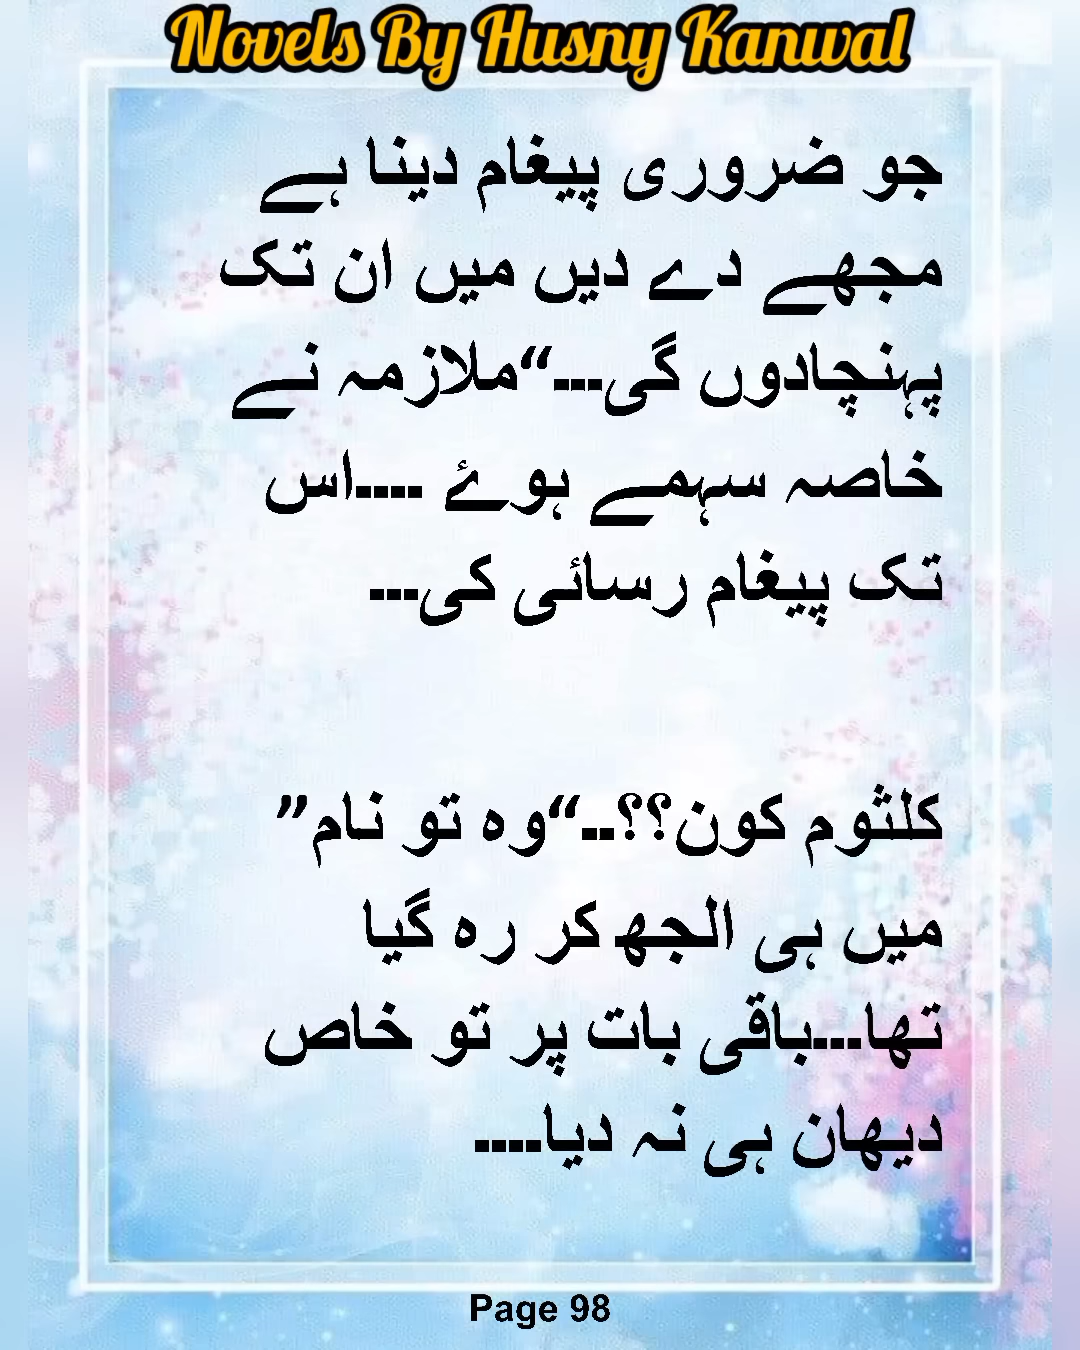 Novels By Husny Kanwal
جو ضروری پیغام دینا ہے
مجھے دے دیں میں ان تک
پہنچادوں گی...“ملازمہ نے
خاصہ سہمے ہوۓ ....اس
تک پیغام رسائی کی...
کلثوم کون؟؟..“وہ تو نام”
میں ہی الجھ کر رہ گیا
تھا...باقی بات پر تو خاص
دیھان ہی نہ دیا....
Page 98